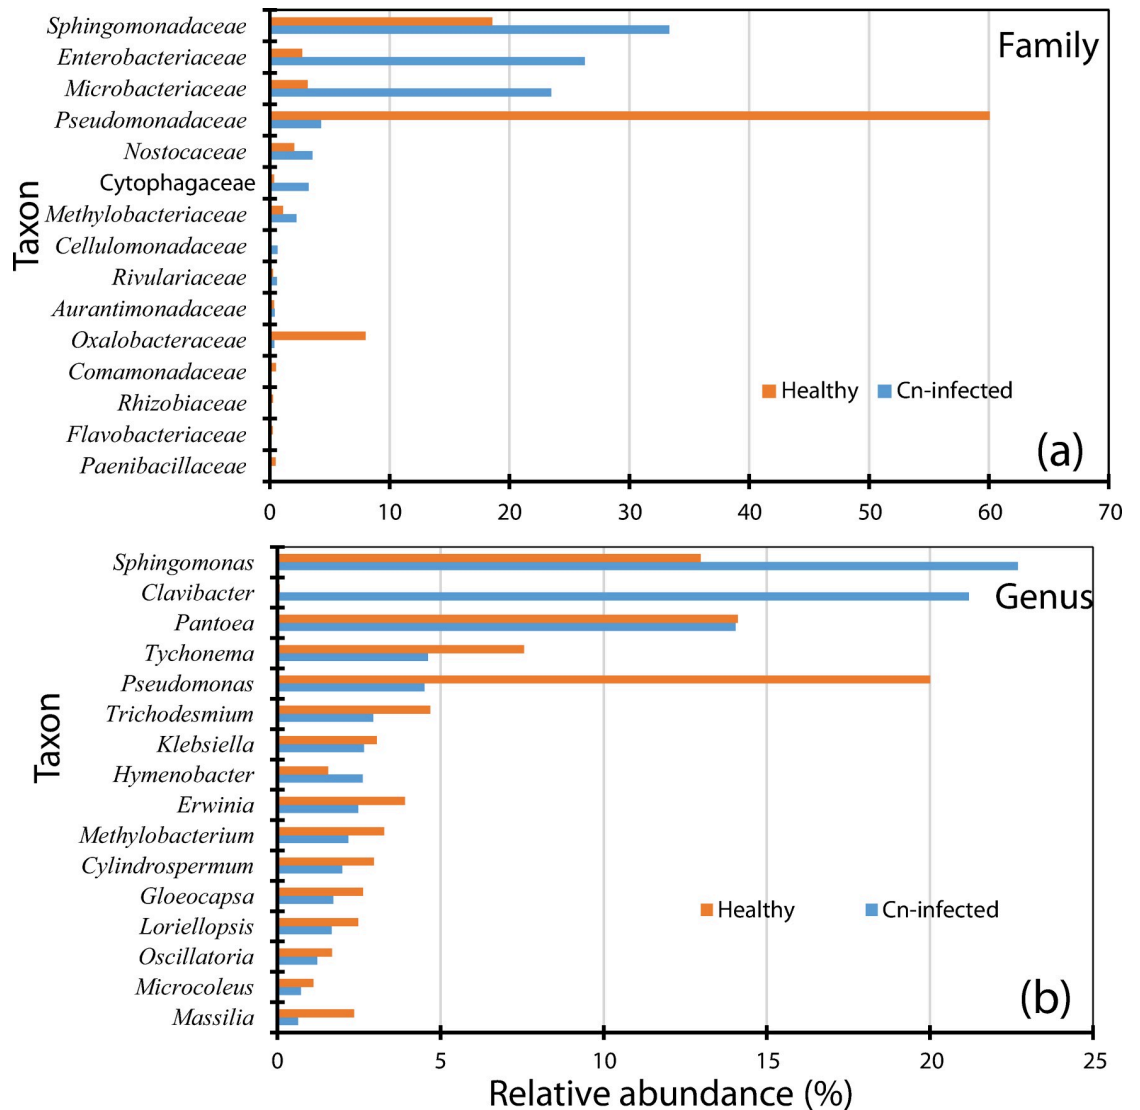 Family
Taxon
Sphingomonadaceae
Enterobacteriaceae
Microbacteriaceae
Pseudomonadaceae
Nostocaceae
Cytophagaceae
Methylobacteriaceae
Cellulomonadaceae
Rivulariaceae
Aurantimonadaceae
Oxalobacteraceae
Comamonadaceae
Rhizobiaceae
Flavobacteriaceae
Paenibacillaceae
Healthy Cn-infected
(a)
0 10 20 30 40 50 60 70
Genus
Taxon
Sphingomonas
Clavibacter
Pantoea
Tychonema
Pseudomonas
Trichodesmium
Klebsiella
Hymenobacter
Erwinia
Methylobacterium
Cylindrospermum
Gloeocapsa
Loriellopsis
Oscillatoria
Microcoleus
Massilia
Healthy Cn-infected
(b)
0 5 10 15 20 25
Relative abundance (%)